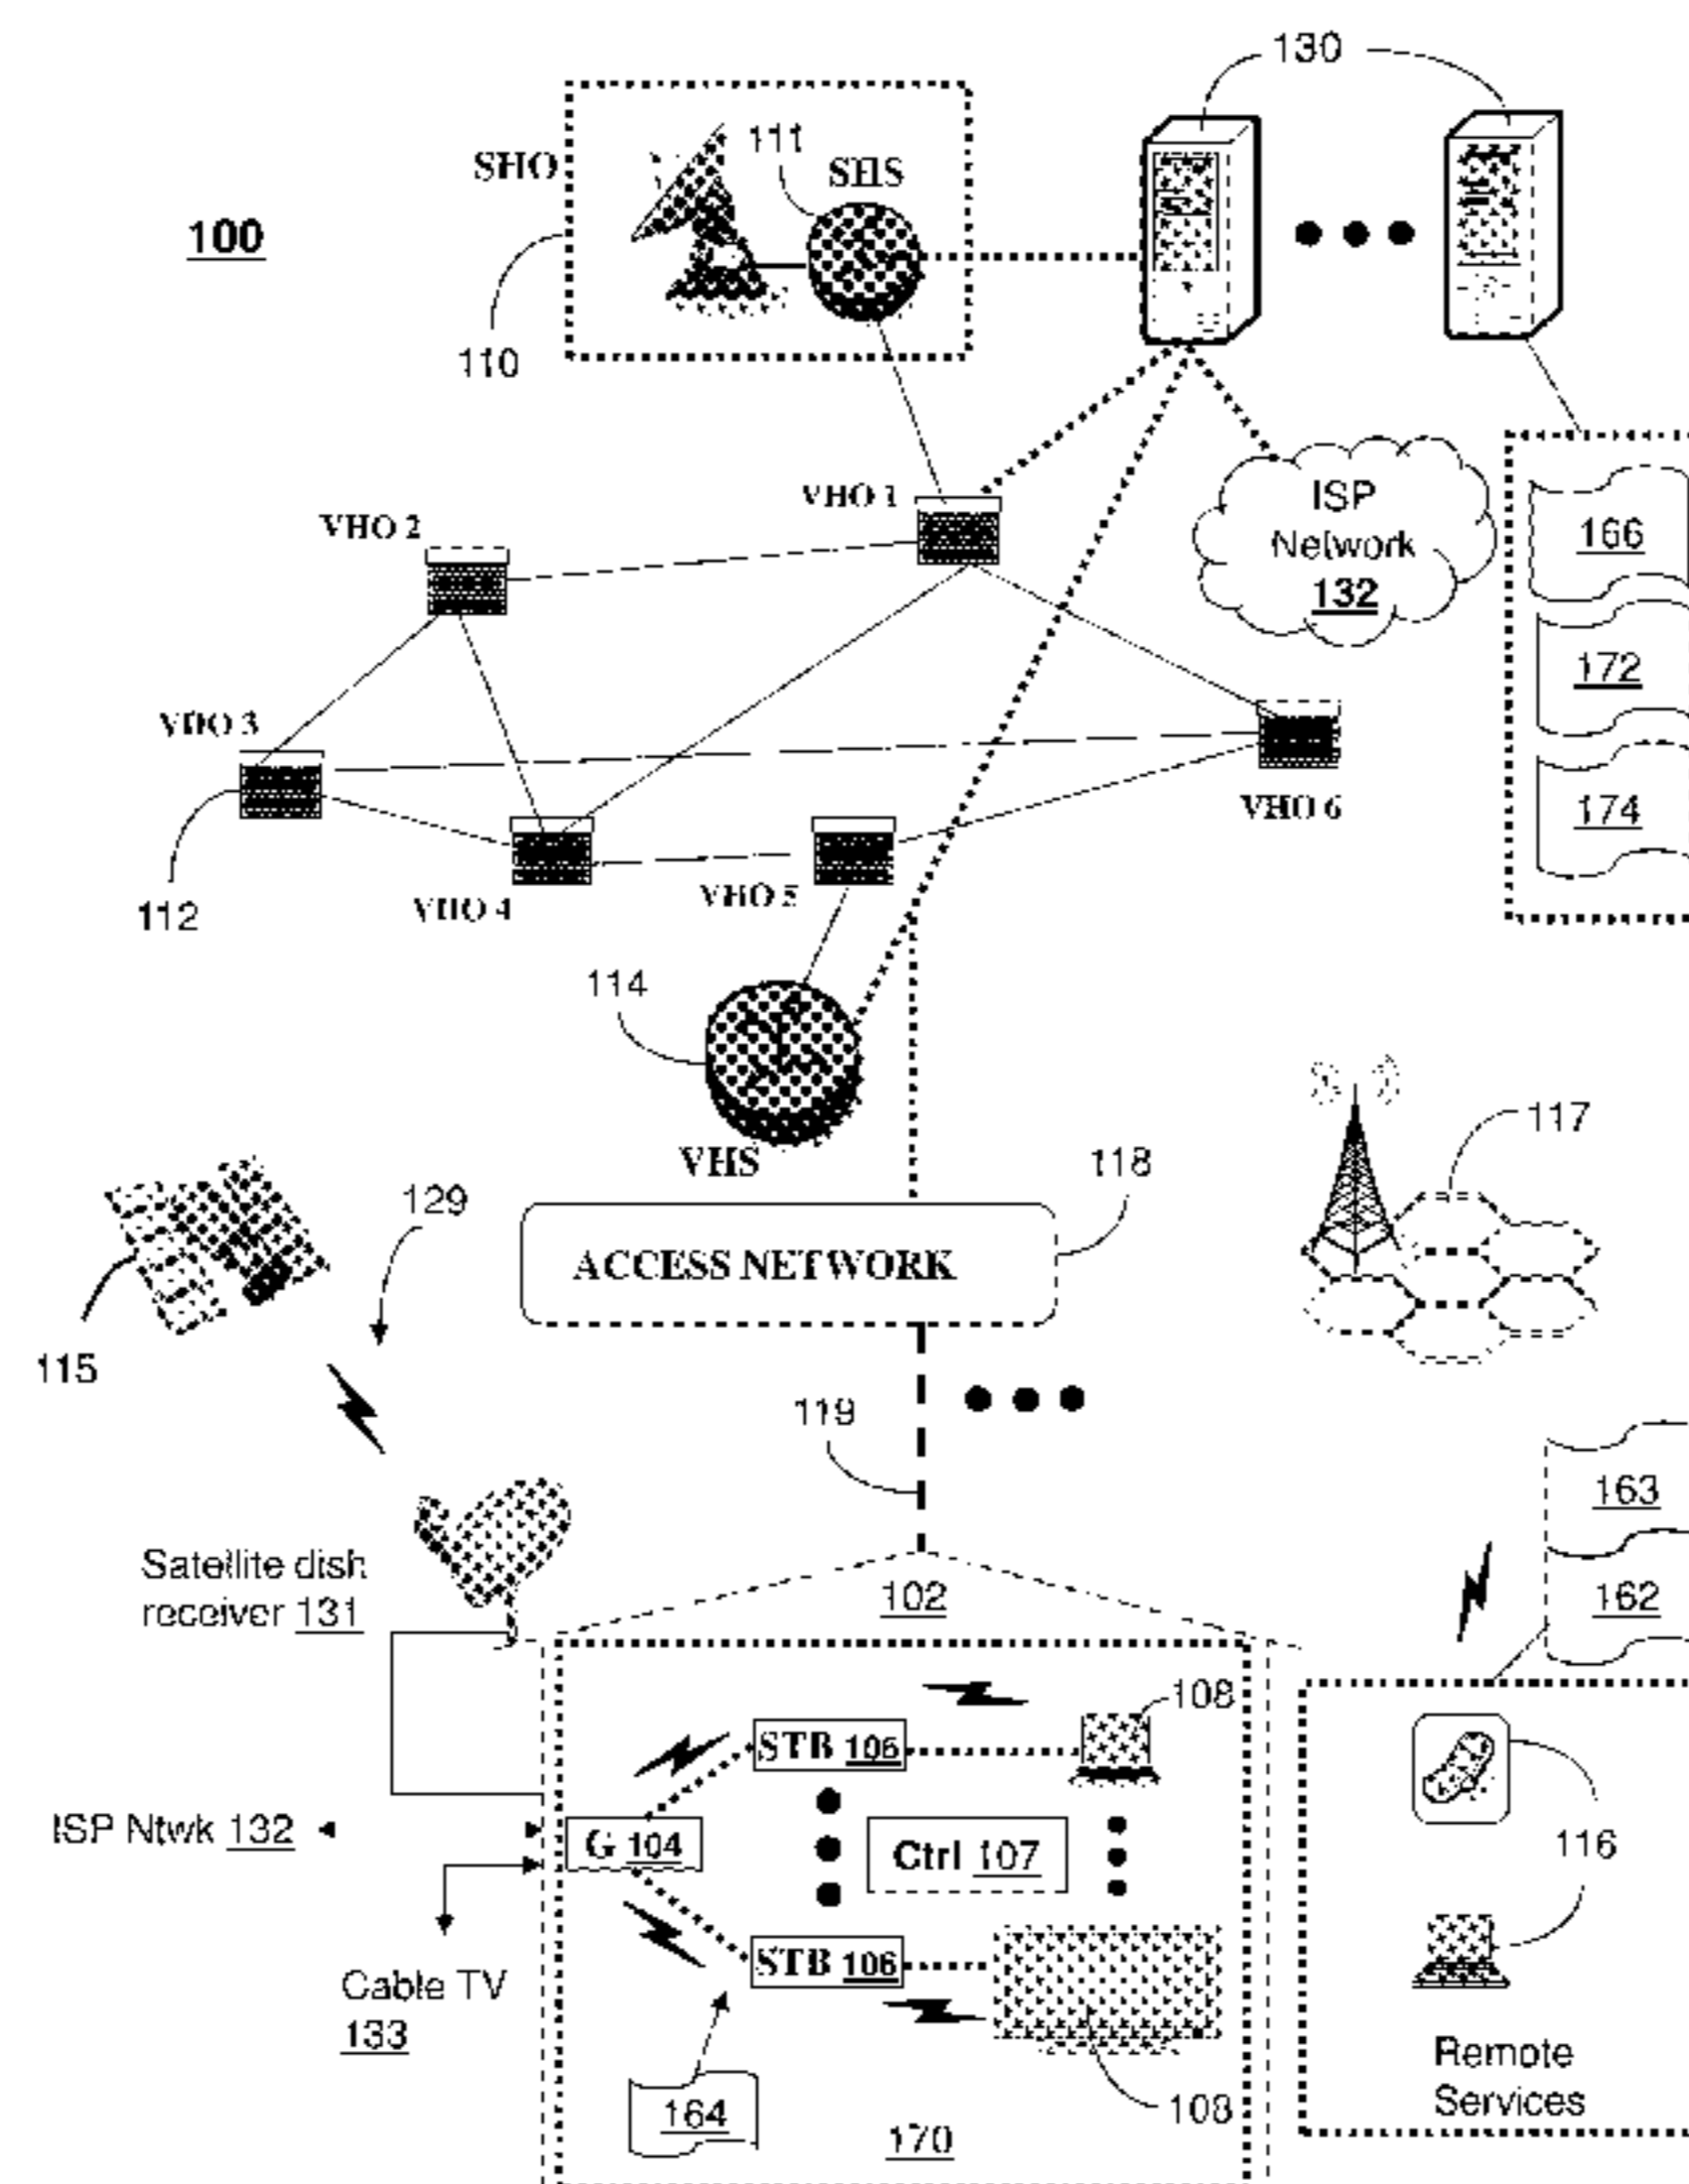 130
111
SHO
SHS
100
110
VHO 1
ISP
Network
132
VHO 2
166
172
VHO 3
174
VHO 6
VHO 5
VHO 4
112
114
117
VHS
118
129
ACCESS NETWORK
115
119
163
Satellite dish
receiver 131
102
162
108
STB 106
ISP Ntwk 132
G 104
Ctrl 107
116
STB 106
Cable TV
133
Remote
Services
164
108
170